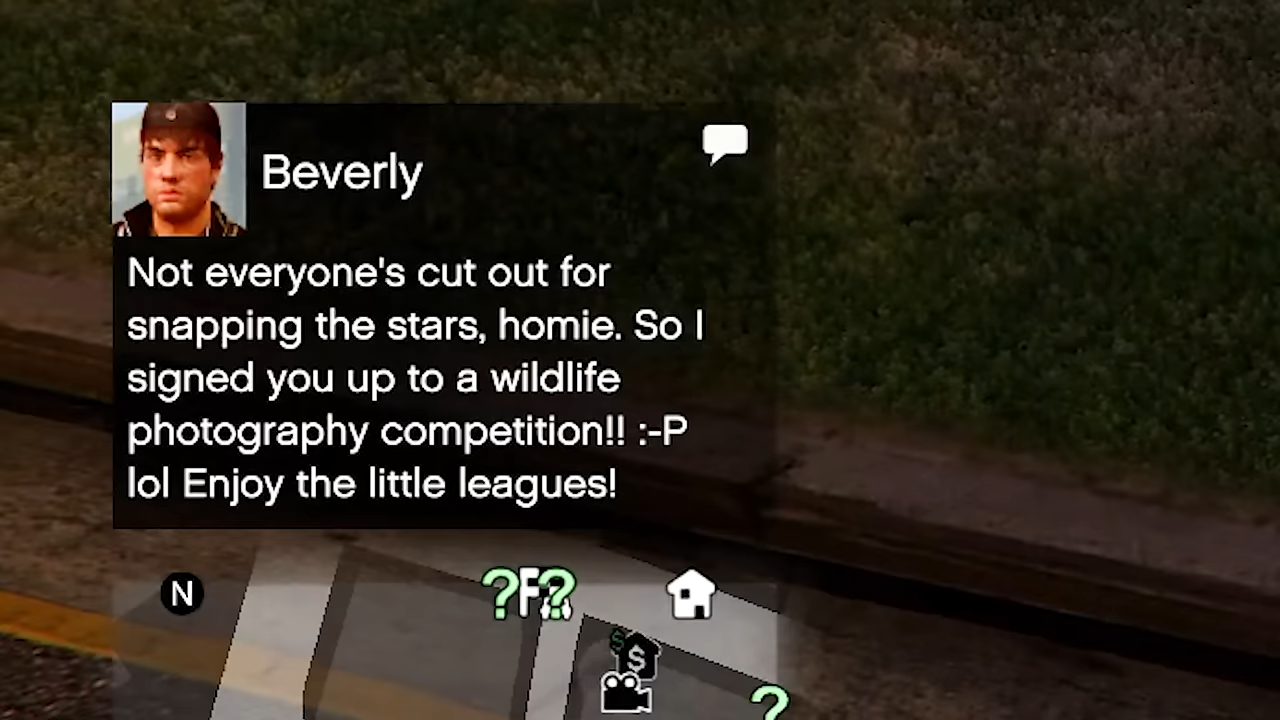 Beverly
Not everyone's cut out for
snapping the stars, homie. So I
signed you up to a wildlife
photography competition!! :-P
lol Enjoy the little leagues!
N
? F ?
$
$
?